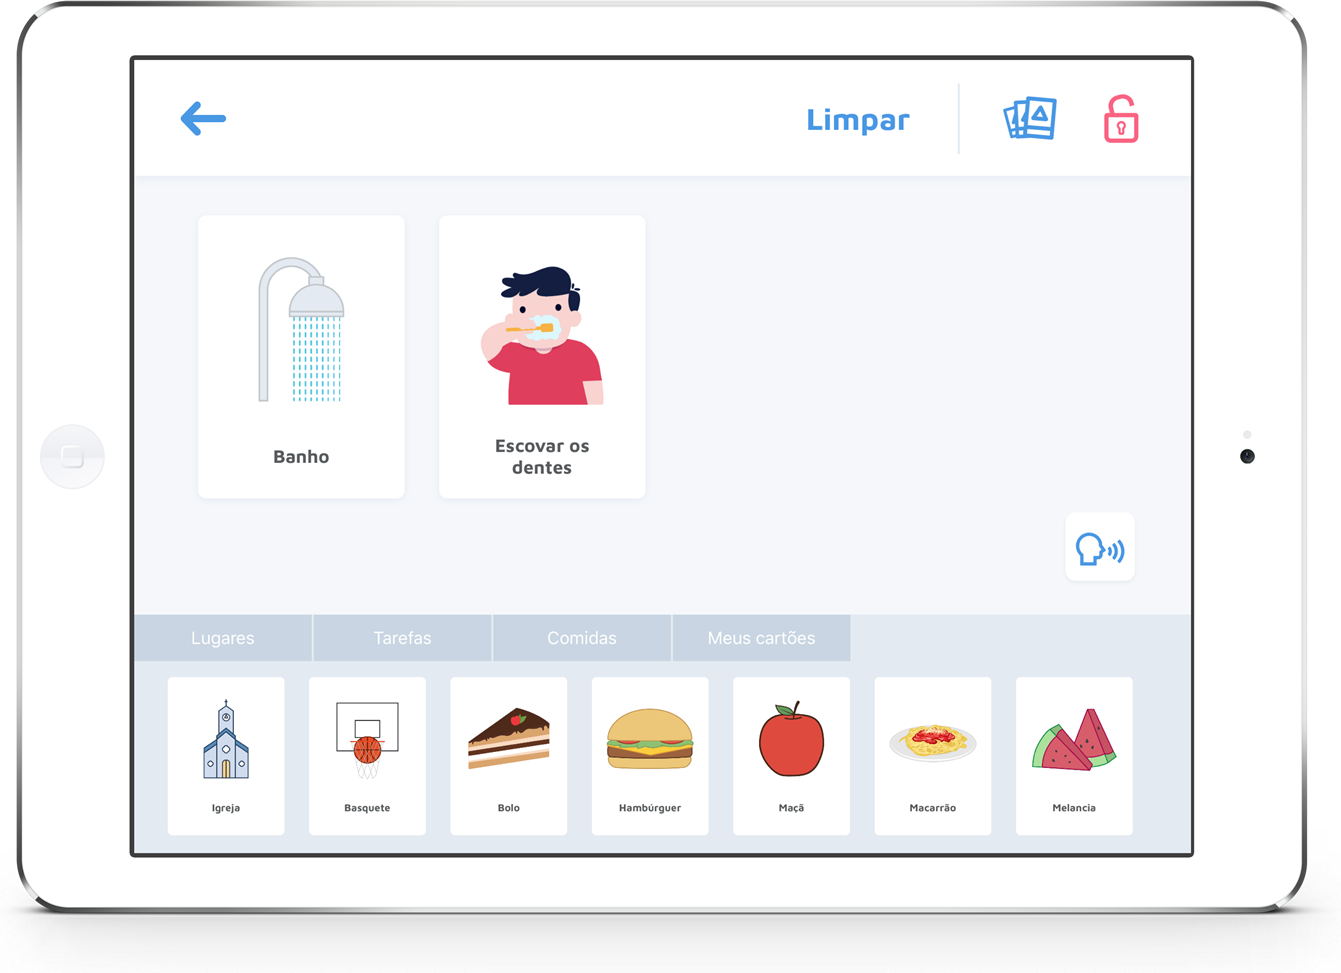 Limpar
Banho
Escovar os
dentes
Lugares
Tarefas
Comidas
Meus cartões
Igreja
Basquete
Bolo
Hambúrguer
Maçã
Macarrão
Melancia